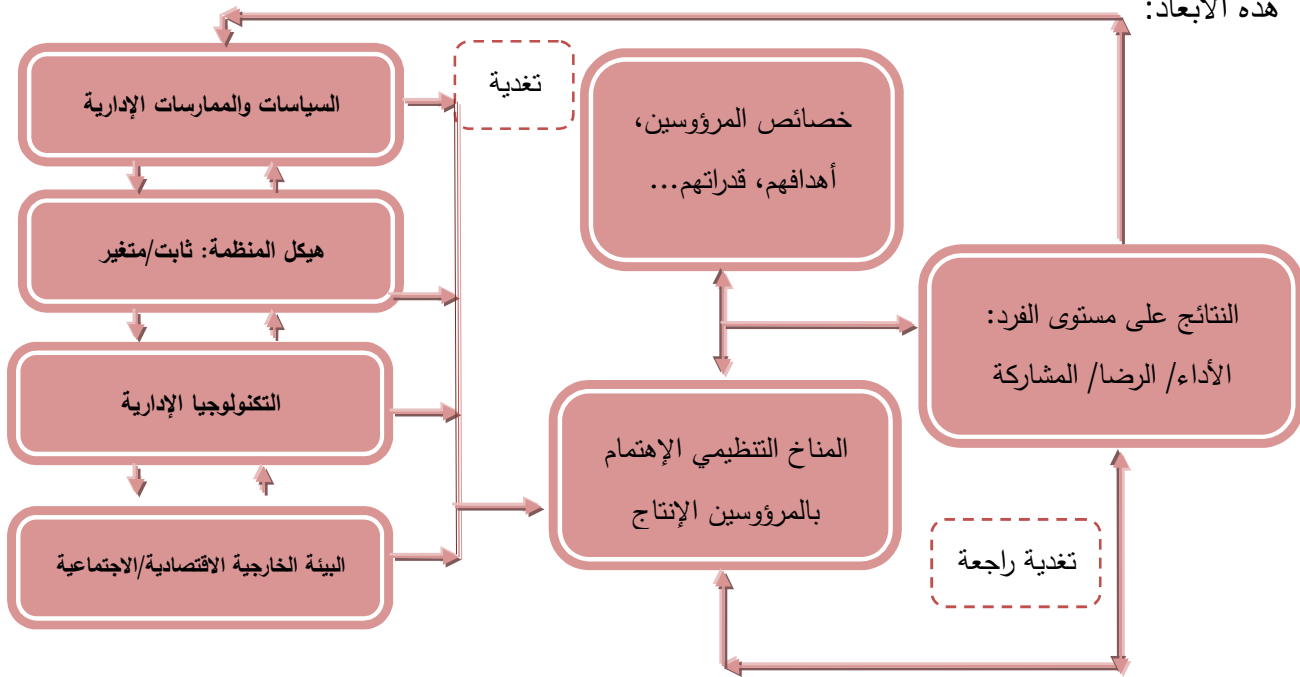 هذه الأبعاد:
السياسات والممارسات الإدارية
تغدية
خصائص المرؤوسين،
أهدافهم، قدراتهم...
هيكل المنظمة: ثابت/متغير
النتائج على مستوى الفرد:
الأداء/ الرضا/ المشاركة
التكنولوجيا الإدارية
المناخ التنظيمي الإهتمام
بالمرؤوسين الإنتاج
البيئة الخارجية الاقتصادية/الاجتماعية
تغدية راجعة